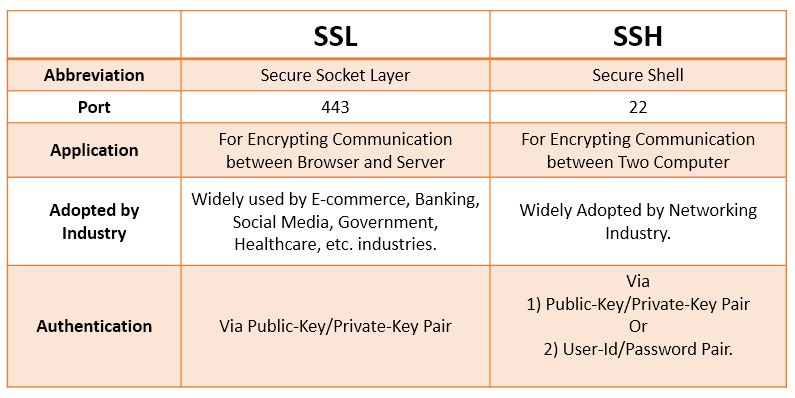 SSL SSH
Abbreviation Secure Socket Layer Secure Shell
Port 443 22
Application
For Encrypting Communication
between Browser and Server
For Encrypting Communication
between Two Computer
Adopted by
Industry
Widely used by E-commerce, Banking,
Social Media, Government,
Healthcare, etc. industries.
Widely Adopted by Networking
Industry.
Authentication
Via Public-Key/Private-Key Pair
Via
1) Public-Key/Private-Key Pair
Or
2) User-Id/Password Pair.